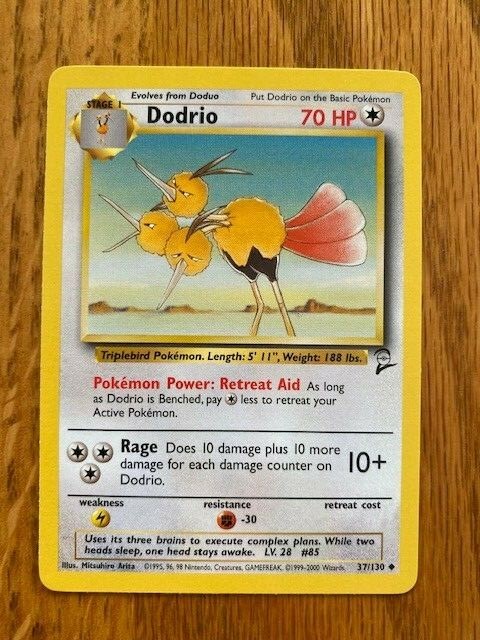 Evolves from Doduo
Put Dodrio on the Basic Pokémon
STAGE 1
Dodrio
70 HP
Triplebird Pokémon. Length: 5' 11", Weight: 188 lbs.
Pokémon Power: Retreat Aid As long
as Dodrio is Benched, pay less to retreat your
Active Pokémon.
Rage Does 10 damage plus 10 more
damage for each damage counter on
Dodrio.
10+
weakness
resistance
retreat cost
-30
Uses its three brains to execute complex plans. While two
heads sleep, one head stays awake. LV. 28 #85
Illus. Mitsuhiro Arita ©1995, 96, 98 Nintendo, Creatures, GAMEFREAK. ©1999-2000 Wizards. 37/130